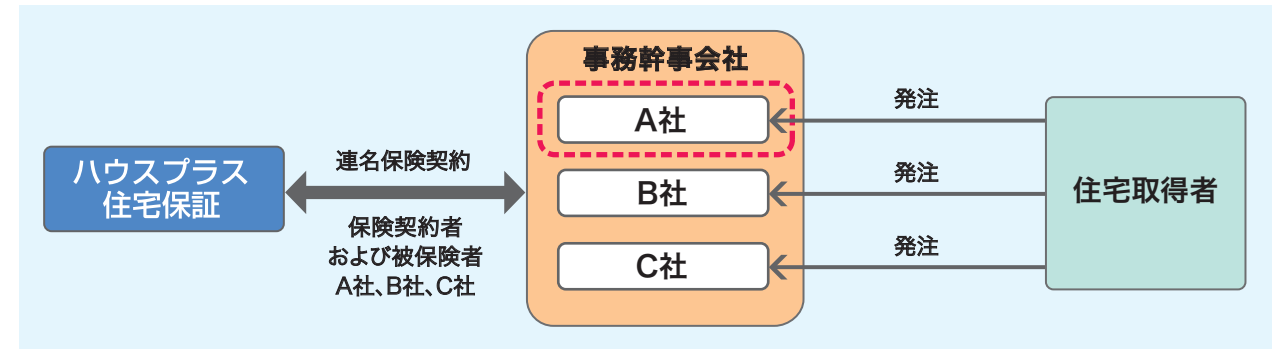 ハウスプラス
住宅保証
連名保険契約
保険契約者
および被保険者
A社、B社、C社
事務幹事会社
A社
B社
C社
発注
発注
発注
住宅取得者